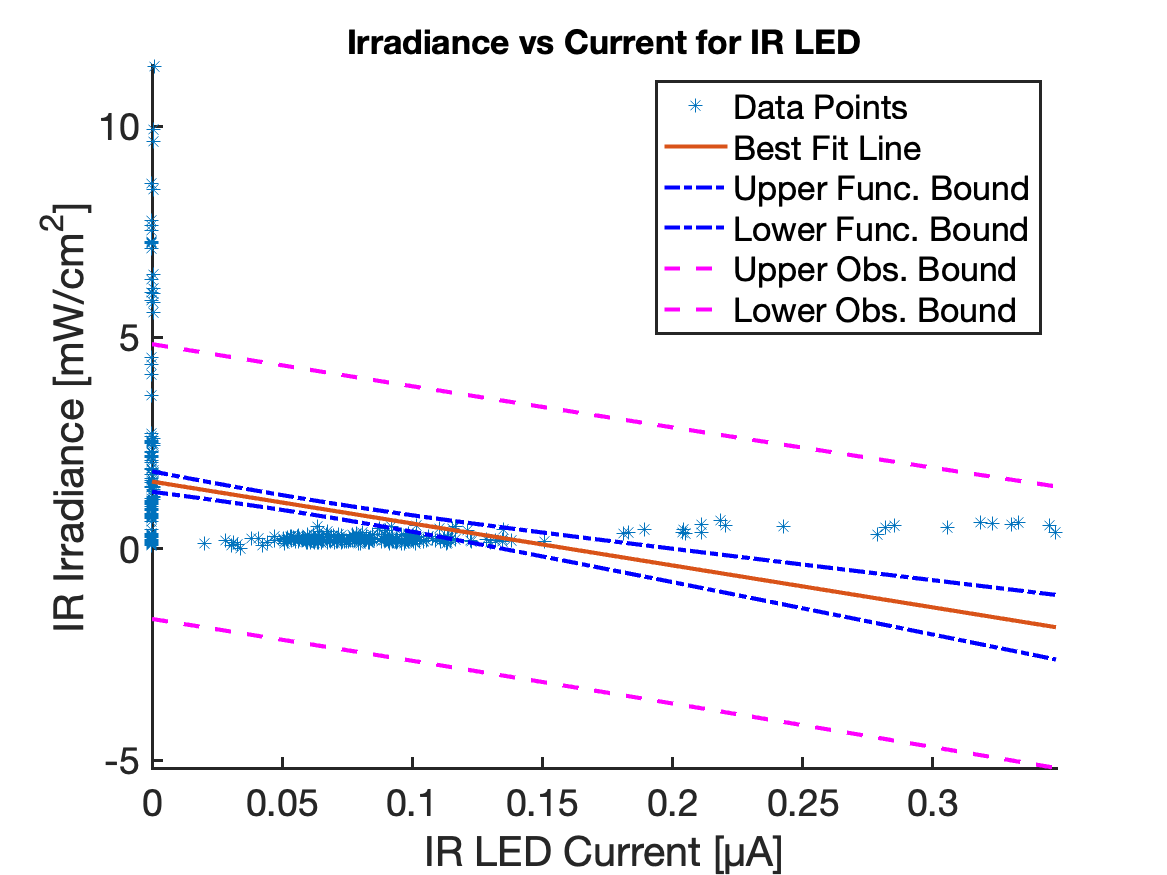 Irradiance vs Current for IR LED
Data Points
Best Fit Line
Upper Func. Bound
Lower Func. Bound
Upper Obs. Bound
Lower Obs. Bound
10
5
0
-5
IR Irradiance [mW/cm²]
0 0.05 0.1 0.15 0.2 0.25 0.3
IR LED Current [µA]